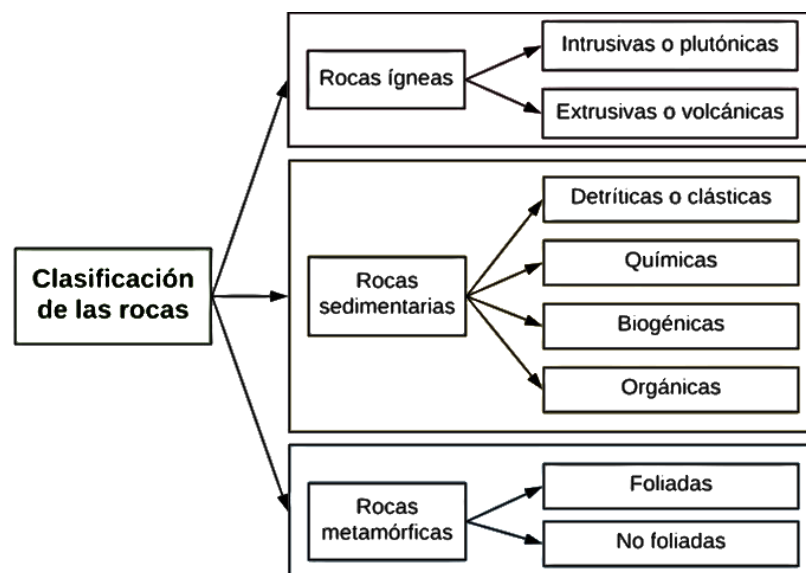 Clasificación
de las rocas
Rocas ígneas
Intrusivas o plutónicas
Extrusivas o volcánicas
Rocas
sedimentarias
Detríticas o clásticas
Químicas
Biogénicas
Orgánicas
Rocas
metamórficas
Foliadas
No foliadas